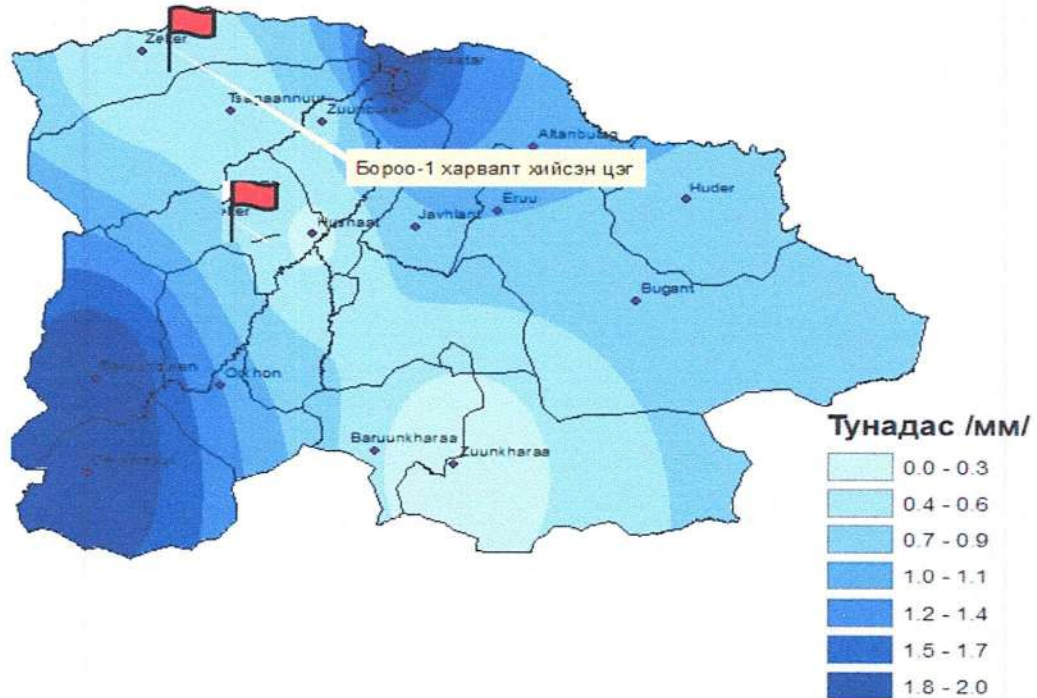 Zelter
Tsagaannuur
Zuunburen
Altanbulag
Бороо-1 харвалт хийсэн цэг
Huder
Eruu
Javhlant
Hushaat
Bugant
Orkhon
Baruunkharaa
Zuunkharaa
Тунадас /мм/
0.0 - 0.3
0.4 - 0.6
0.7 - 0.9
1.0 - 1.1
1.2 - 1.4
1.5 - 1.7
1.8 - 2.0